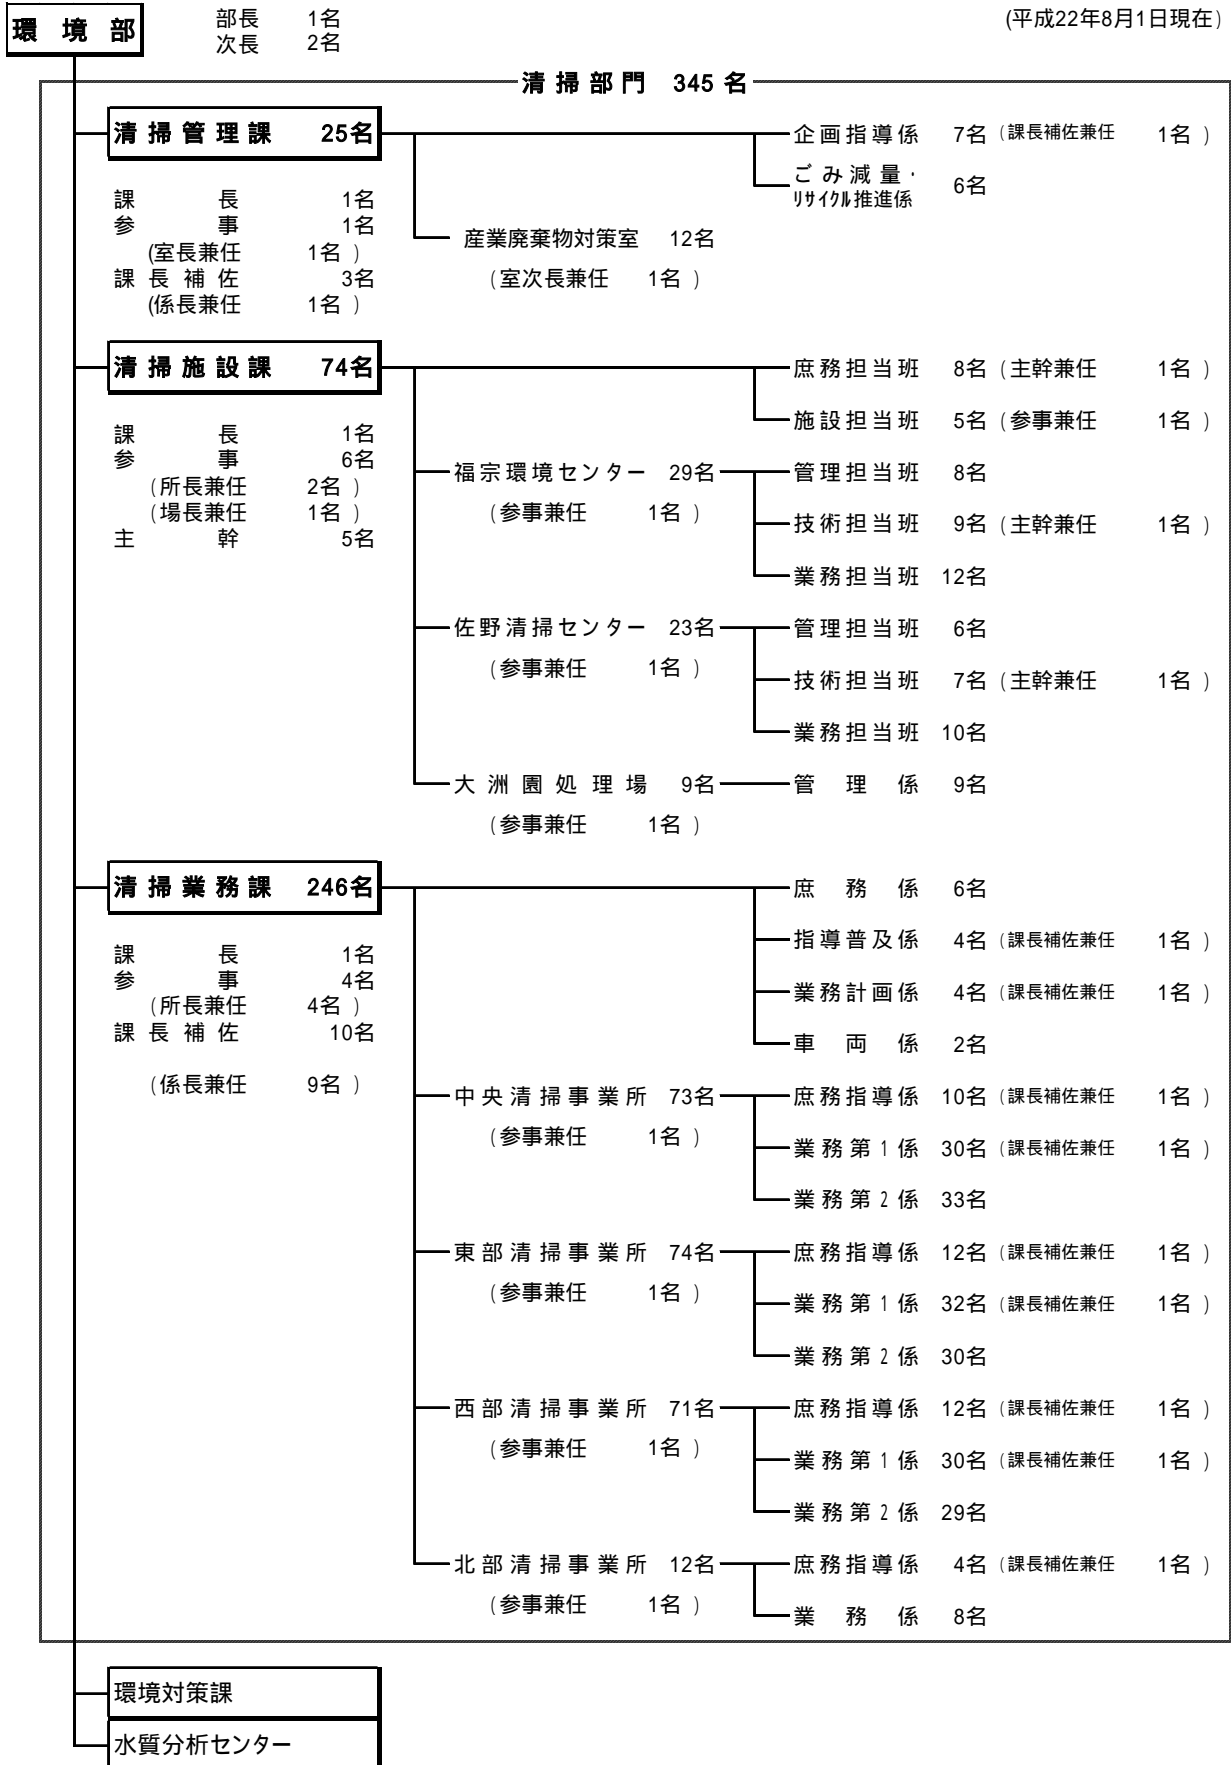 環境部 部長 1名 (平成22年8月1日現在)
次長 2名
清掃部門 345名
清掃管理課 25名 企画指導係 7名 (課長補佐兼任 1名)
ごみ減量・
リサイクル推進係 6名
課長 1名
参事 1名
(室長兼任 1名) 産業廃棄物対策室 12名
課長補佐 3名 (室次長兼任 1名)
(係長兼任 1名)
清掃施設課 74名 庶務担当班 8名 (主幹兼任 1名)
施設担当班 5名 (参事兼任 1名)
課長 1名
参事 6名 福宗環境センター 29名 管理担当班 8名
(所長兼任 2名)
(場長兼任 1名) (参事兼任 1名) 技術担当班 9名 (主幹兼任 1名)
主幹 5名
業務担当班 12名
佐野清掃センター 23名 管理担当班 6名
(参事兼任 1名) 技術担当班 7名 (主幹兼任 1名)
業務担当班 10名
大洲園処理場 9名 管理係 9名
(参事兼任 1名)
清掃業務課 246名 庶務係 6名
課長 1名 指導普及係 4名 (課長補佐兼任 1名)
参事 4名
(所長兼任 4名) 業務計画係 4名 (課長補佐兼任 1名)
課長補佐 10名 車両係 2名
(係長兼任 9名) 中央清掃事業所 73名 庶務指導係 10名 (課長補佐兼任 1名)
(参事兼任 1名) 業務第1係 30名 (課長補佐兼任 1名)
業務第2係 33名
東部清掃事業所 74名 庶務指導係 12名 (課長補佐兼任 1名)
(参事兼任 1名) 業務第1係 32名 (課長補佐兼任 1名)
業務第2係 30名
西部清掃事業所 71名 庶務指導係 12名 (課長補佐兼任 1名)
(参事兼任 1名) 業務第1係 30名 (課長補佐兼任 1名)
業務第2係 29名
北部清掃事業所 12名 庶務指導係 4名 (課長補佐兼任 1名)
(参事兼任 1名) 業務係 8名
環境対策課
水質分析センター